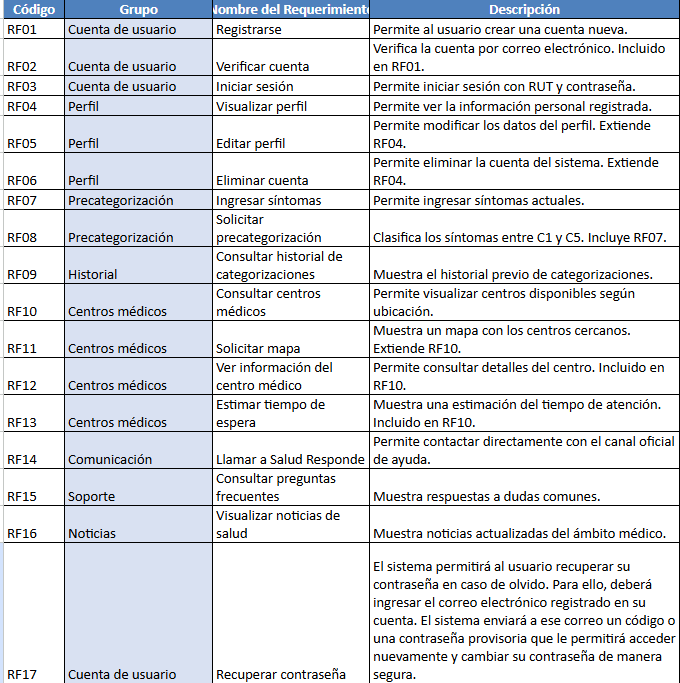 Código Grupo Nombre del Requerimiento Descripción
RF01 Cuenta de usuario Registrarse Permite al usuario crear una cuenta nueva.
Verifica la cuenta por correo electrónico. Incluido
RF02 Cuenta de usuario Verificar cuenta en RF01.
RF03 Cuenta de usuario Iniciar sesión Permite iniciar sesión con RUT y contraseña.
RF04 Perfil Visualizar perfil Permite ver la información personal registrada.
Permite modificar los datos del perfil. Extiende
RF05 Perfil Editar perfil RF04.
Permite eliminar la cuenta del sistema. Extiende
RF06 Perfil Eliminar cuenta RF04.
RF07 Precategorización Ingresar síntomas Permite ingresar síntomas actuales.
Solicitar
RF08 Precategorización precategorización Clasifica los síntomas entre C1 y C5. Incluye RF07.
Consultar historial de
RF09 Historial categorizaciones Muestra el historial previo de categorizaciones.
Consultar centros Permite visualizar centros disponibles según
RF10 Centros médicos médicos ubicación.
Muestra un mapa con los centros cercanos.
RF11 Centros médicos Solicitar mapa Extiende RF10.
Ver información del Permite consultar detalles del centro. Incluido en
RF12 Centros médicos centro médico RF10.
Estimar tiempo de Muestra una estimación del tiempo de atención.
RF13 Centros médicos espera Incluido en RF10.
Permite contactar directamente con el canal oficial
RF14 Comunicación Llamar a Salud Responde de ayuda.
Consultar preguntas
RF15 Soporte frecuentes Muestra respuestas a dudas comunes.
Visualizar noticias de
RF16 Noticias salud Muestra noticias actualizadas del ámbito médico.
El sistema permitirá al usuario recuperar su
contraseña en caso de olvido. Para ello, deberá
ingresar el correo electrónico registrado en su
cuenta. El sistema enviará a ese correo un código o
una contraseña provisoria que le permitirá acceder
nuevamente y cambiar su contraseña de manera
RF17 Cuenta de usuario Recuperar contraseña segura.